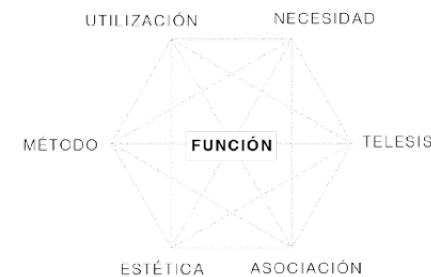 UTILIZACIÓN
NECESIDAD
MÉTODO
FUNCIÓN
TELESIS
ESTÉTICA
ASOCIACIÓN